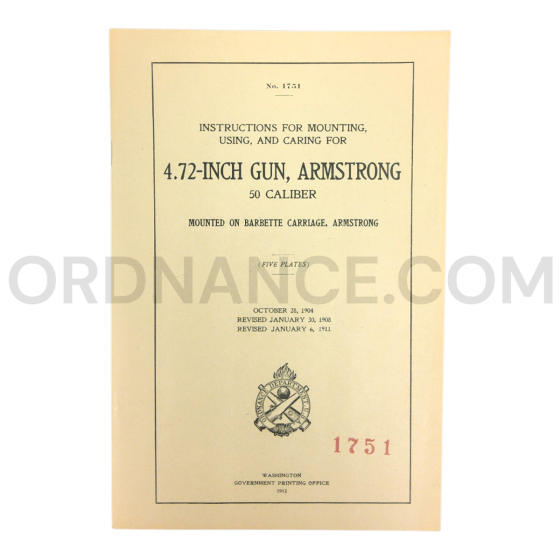 No. 1751
INSTRUCTIONS FOR MOUNTING,
USING, AND CARING FOR
4.72-INCH GUN, ARMSTRONG
50 CALIBER
MOUNTED ON BARBETTE CARRIAGE, ARMSTRONG
(FIVE PLATES)
ORDNANCE.COM
OCTOBER 28, 1904
REVISED JANUARY 30, 1908
REVISED JANUARY 6, 1911
ORDNANCE DEPARTMENT U.S.A.
1751
WASHINGTON
GOVERNMENT PRINTING OFFICE
1912